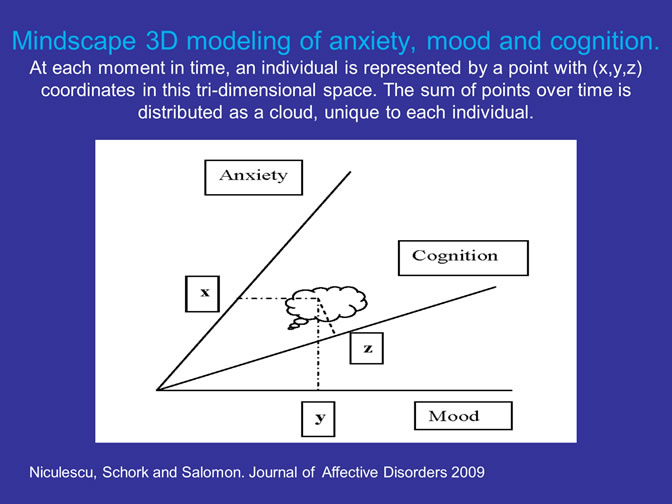 Mindscape 3D modeling of anxiety, mood and cognition.
At each moment in time, an individual is represented by a point with (x,y,z)
coordinates in this tri-dimensional space. The sum of points over time is
distributed as a cloud, unique to each individual.
Anxiety
Cognition
x
z
y
Mood
Niculescu, Schork and Salomon. Journal of Affective Disorders 2009